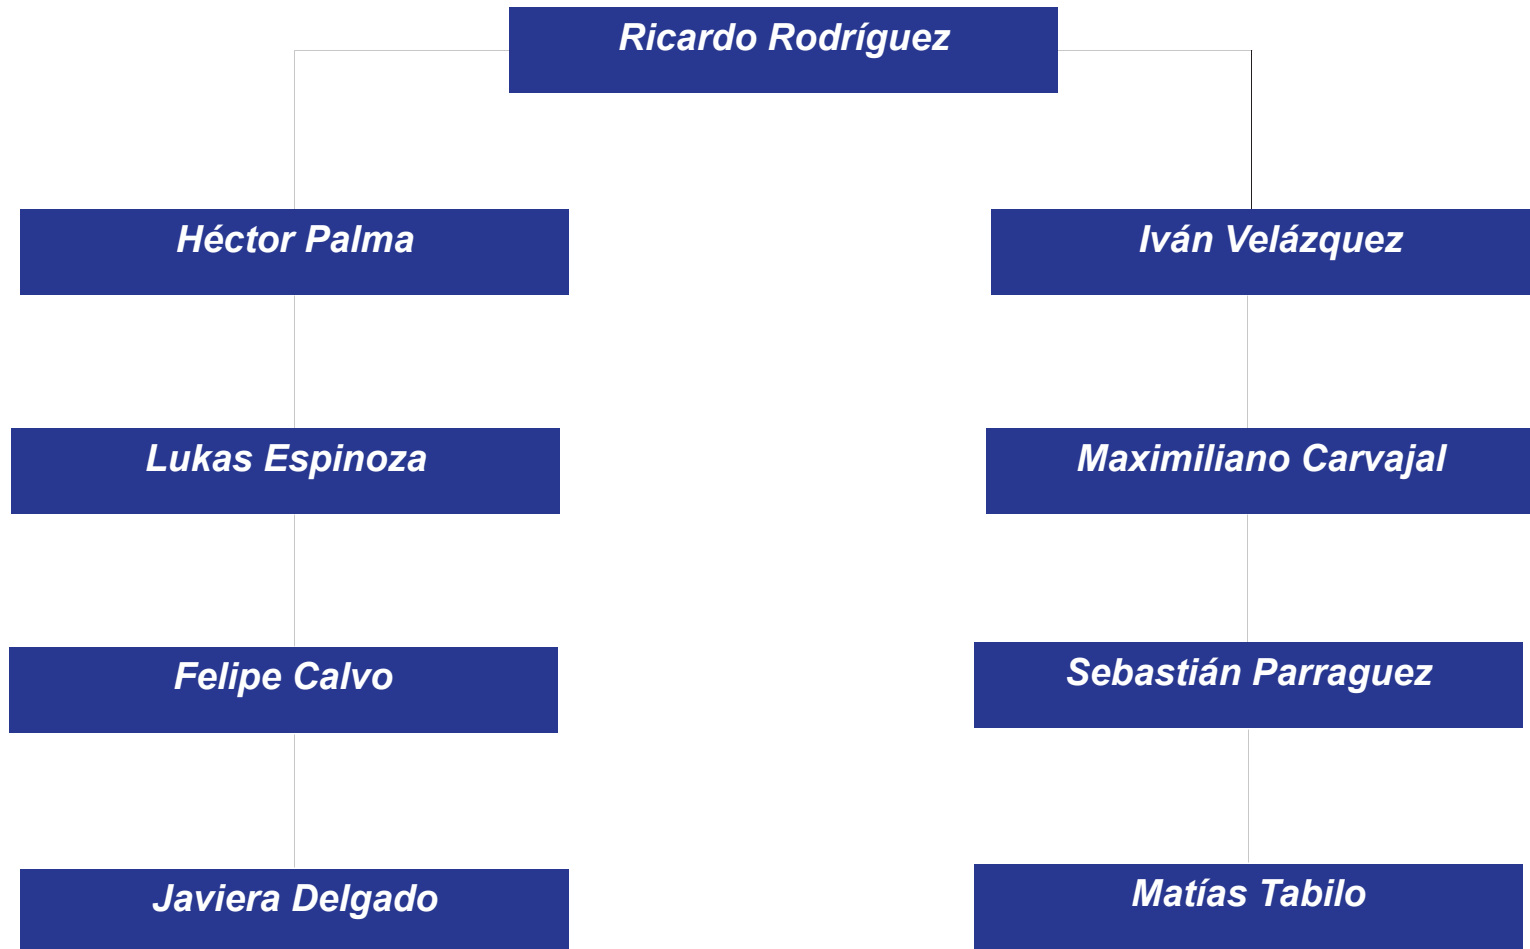 Ricardo Rodríguez
Héctor Palma
Iván Velázquez
Lukas Espinoza
Maximiliano Carvajal
Felipe Calvo
Sebastián Parraguez
Javiera Delgado
Matías Tabilo